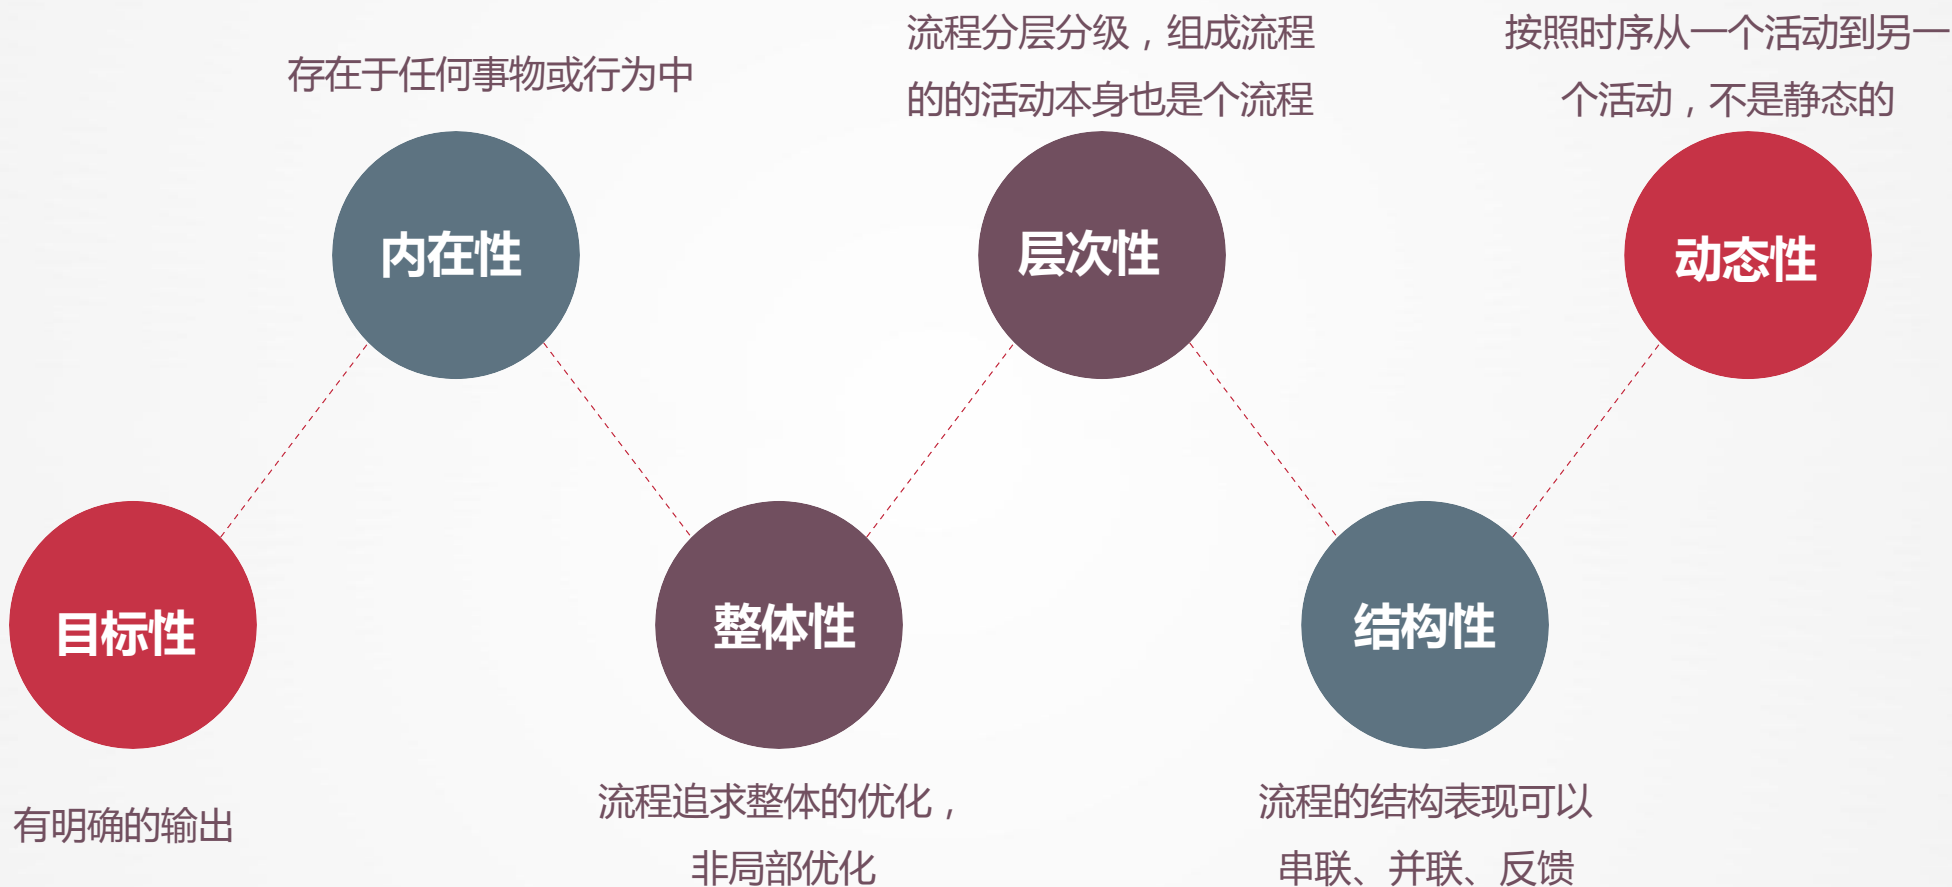 存在于任何事物或行为中
流程分层分级，组成流程
的的活动本身也是个流程
按照时序从一个活动到另一
个活动，不是静态的
内在性
层次性
动态性
目标性
整体性
结构性
有明确的输出
流程追求整体的优化，
非局部优化
流程的结构表现可以
串联、并联、反馈